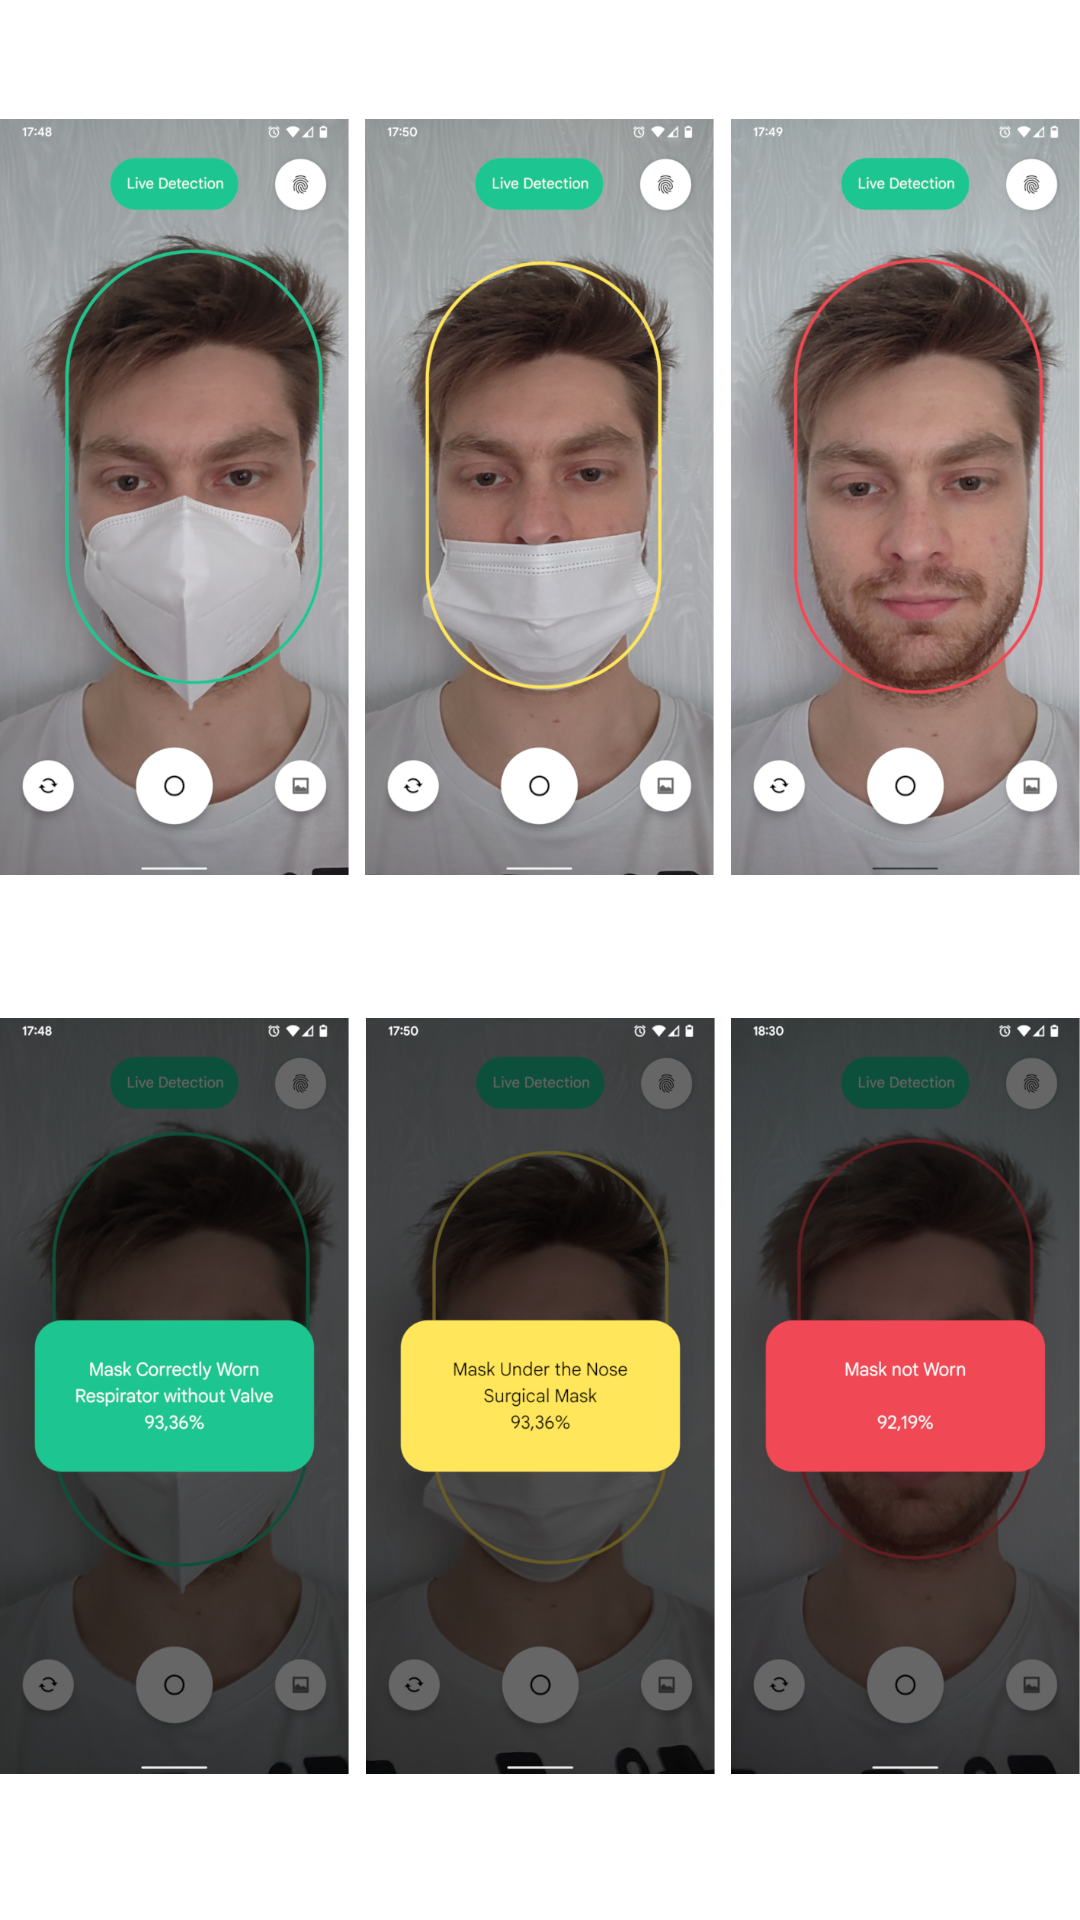 17:48
Live Detection
17:50
Live Detection
17:49
Live Detection
17:48
Live Detection
Mask Correctly Worn
Respirator without Valve
93,36%
17:50
Live Detection
Mask Under the Nose
Surgical Mask
93,36%
18:30
Live Detection
Mask not Worn
92,19%